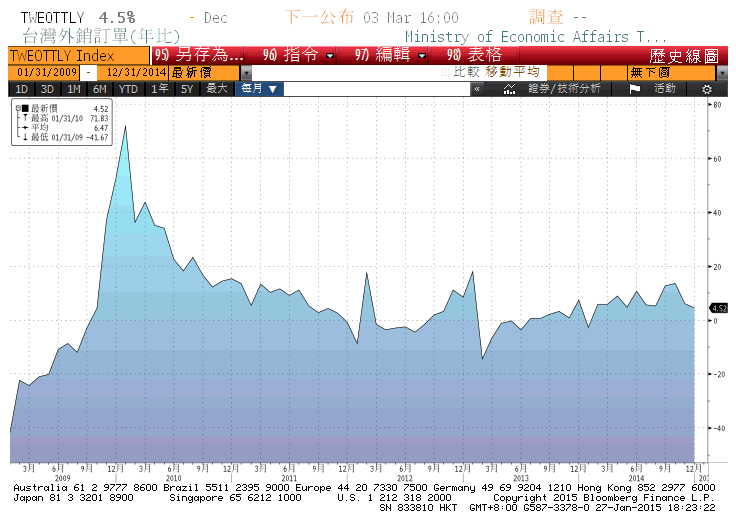 TWEOTTLY 4.5% - Dec 下一公布 03 Mar 16:00 調查 --
台灣外銷訂單(年比) Ministry of Economic Affairs T...
TWEOTTLY Index 95) 另存為... 96) 指令 97) 編輯 98) 表格 歷史線圖
01/31/2009 - 12/31/2014 最新價 比較 移動平均 無下圖
1D 3D 1M 6M YTD 1年 5Y 最大 每月 ▼ « 證券/技術分析 活動
最新價 4.52
最高 01/31/10 71.83
平均 6.47
最低 01/31/09 -41.67
80
60
40
20
4.52
0
-20
-40
3月 6月 9月 12月 3月 6月 9月 12月 3月 6月 9月 12月 3月 6月 9月 12月 3月 6月 9月 12月 3月 6月 9月 12月
2009 2010 2011 2012 2013 2014 201
Australia 61 2 9777 8600 Brazil 5511 2395 9000 Europe 44 20 7330 7500 Germany 49 69 9204 1210 Hong Kong 852 2977 6000
Japan 81 3 3201 8900 Singapore 65 6212 1000 U.S. 1 212 318 2000 Copyright 2015 Bloomberg Finance L.P.
SN 833810 HKT GMT+8:00 G587-3378-0 27-Jan-2015 18:23:22